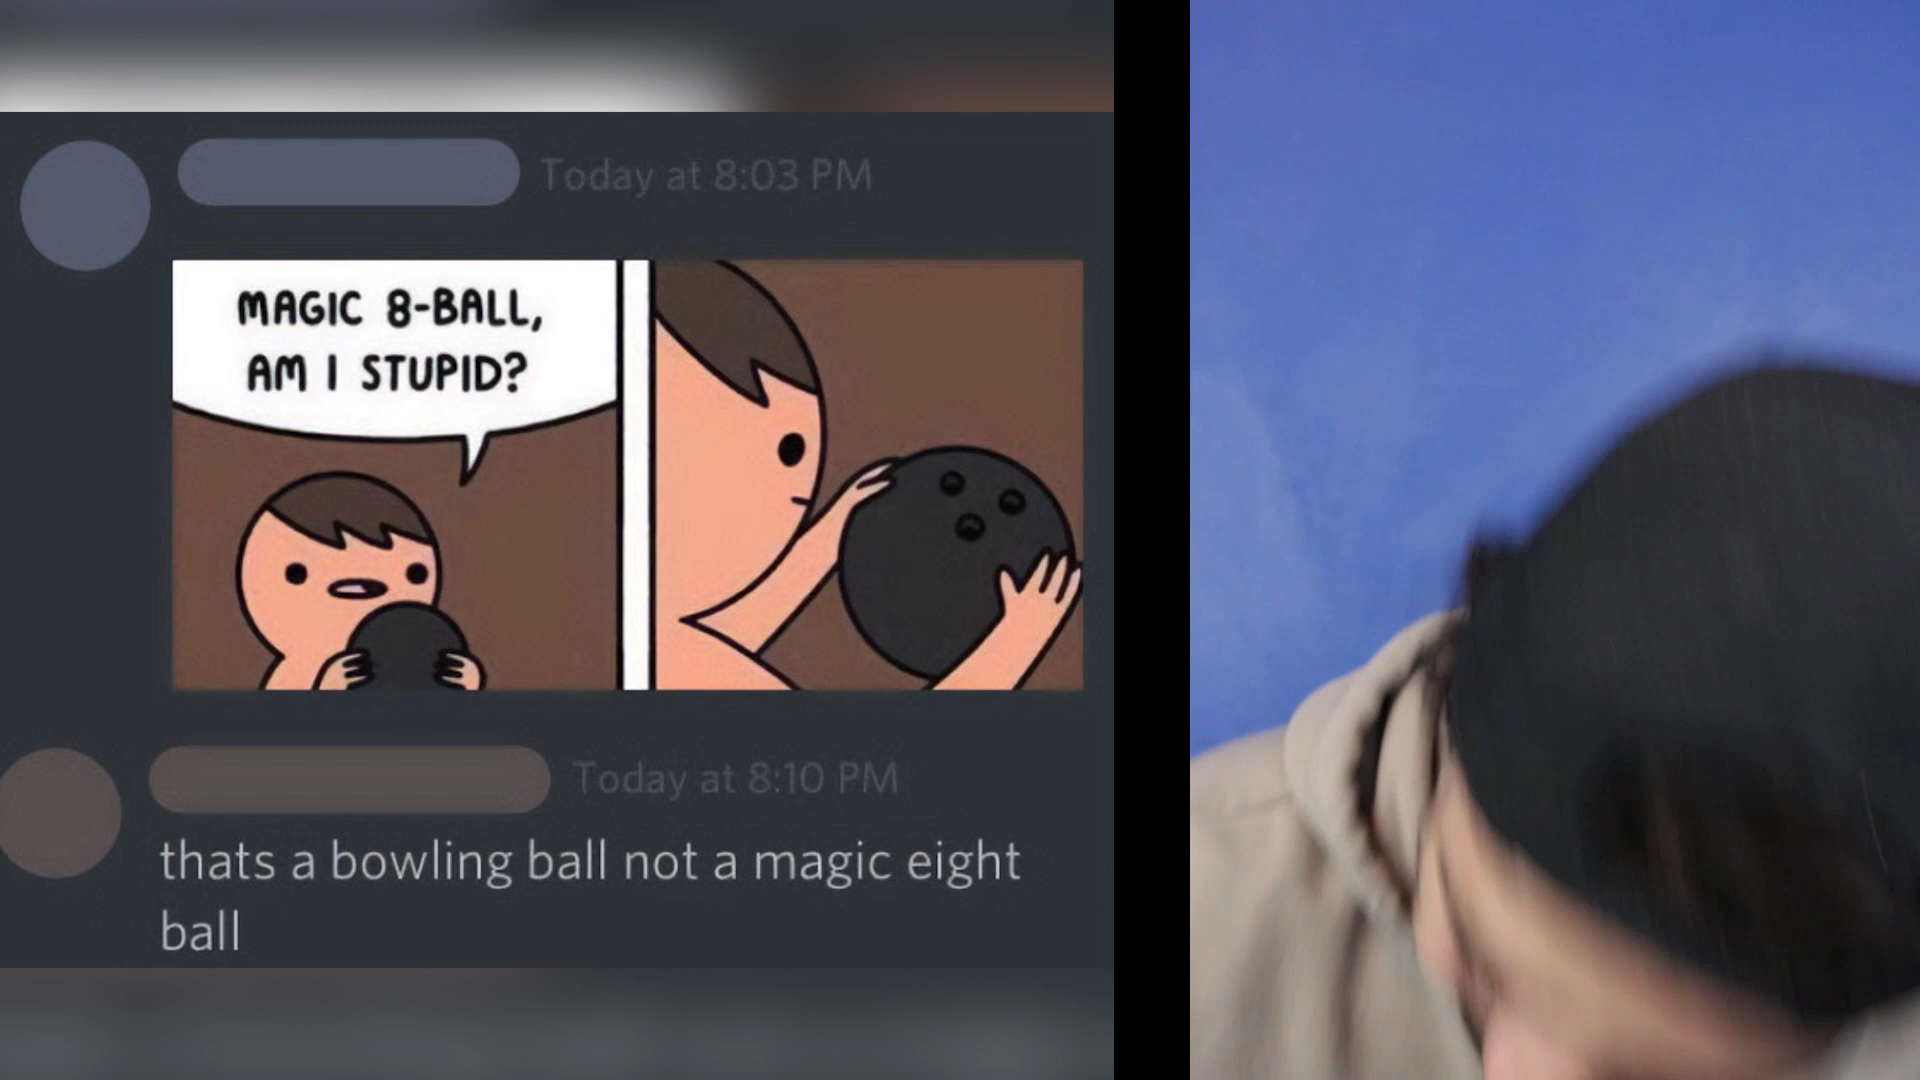 Today at 8:03 PM
MAGIC 8-BALL,
AM I STUPID?
Today at 8:10 PM
thats a bowling ball not a magic eight
ball